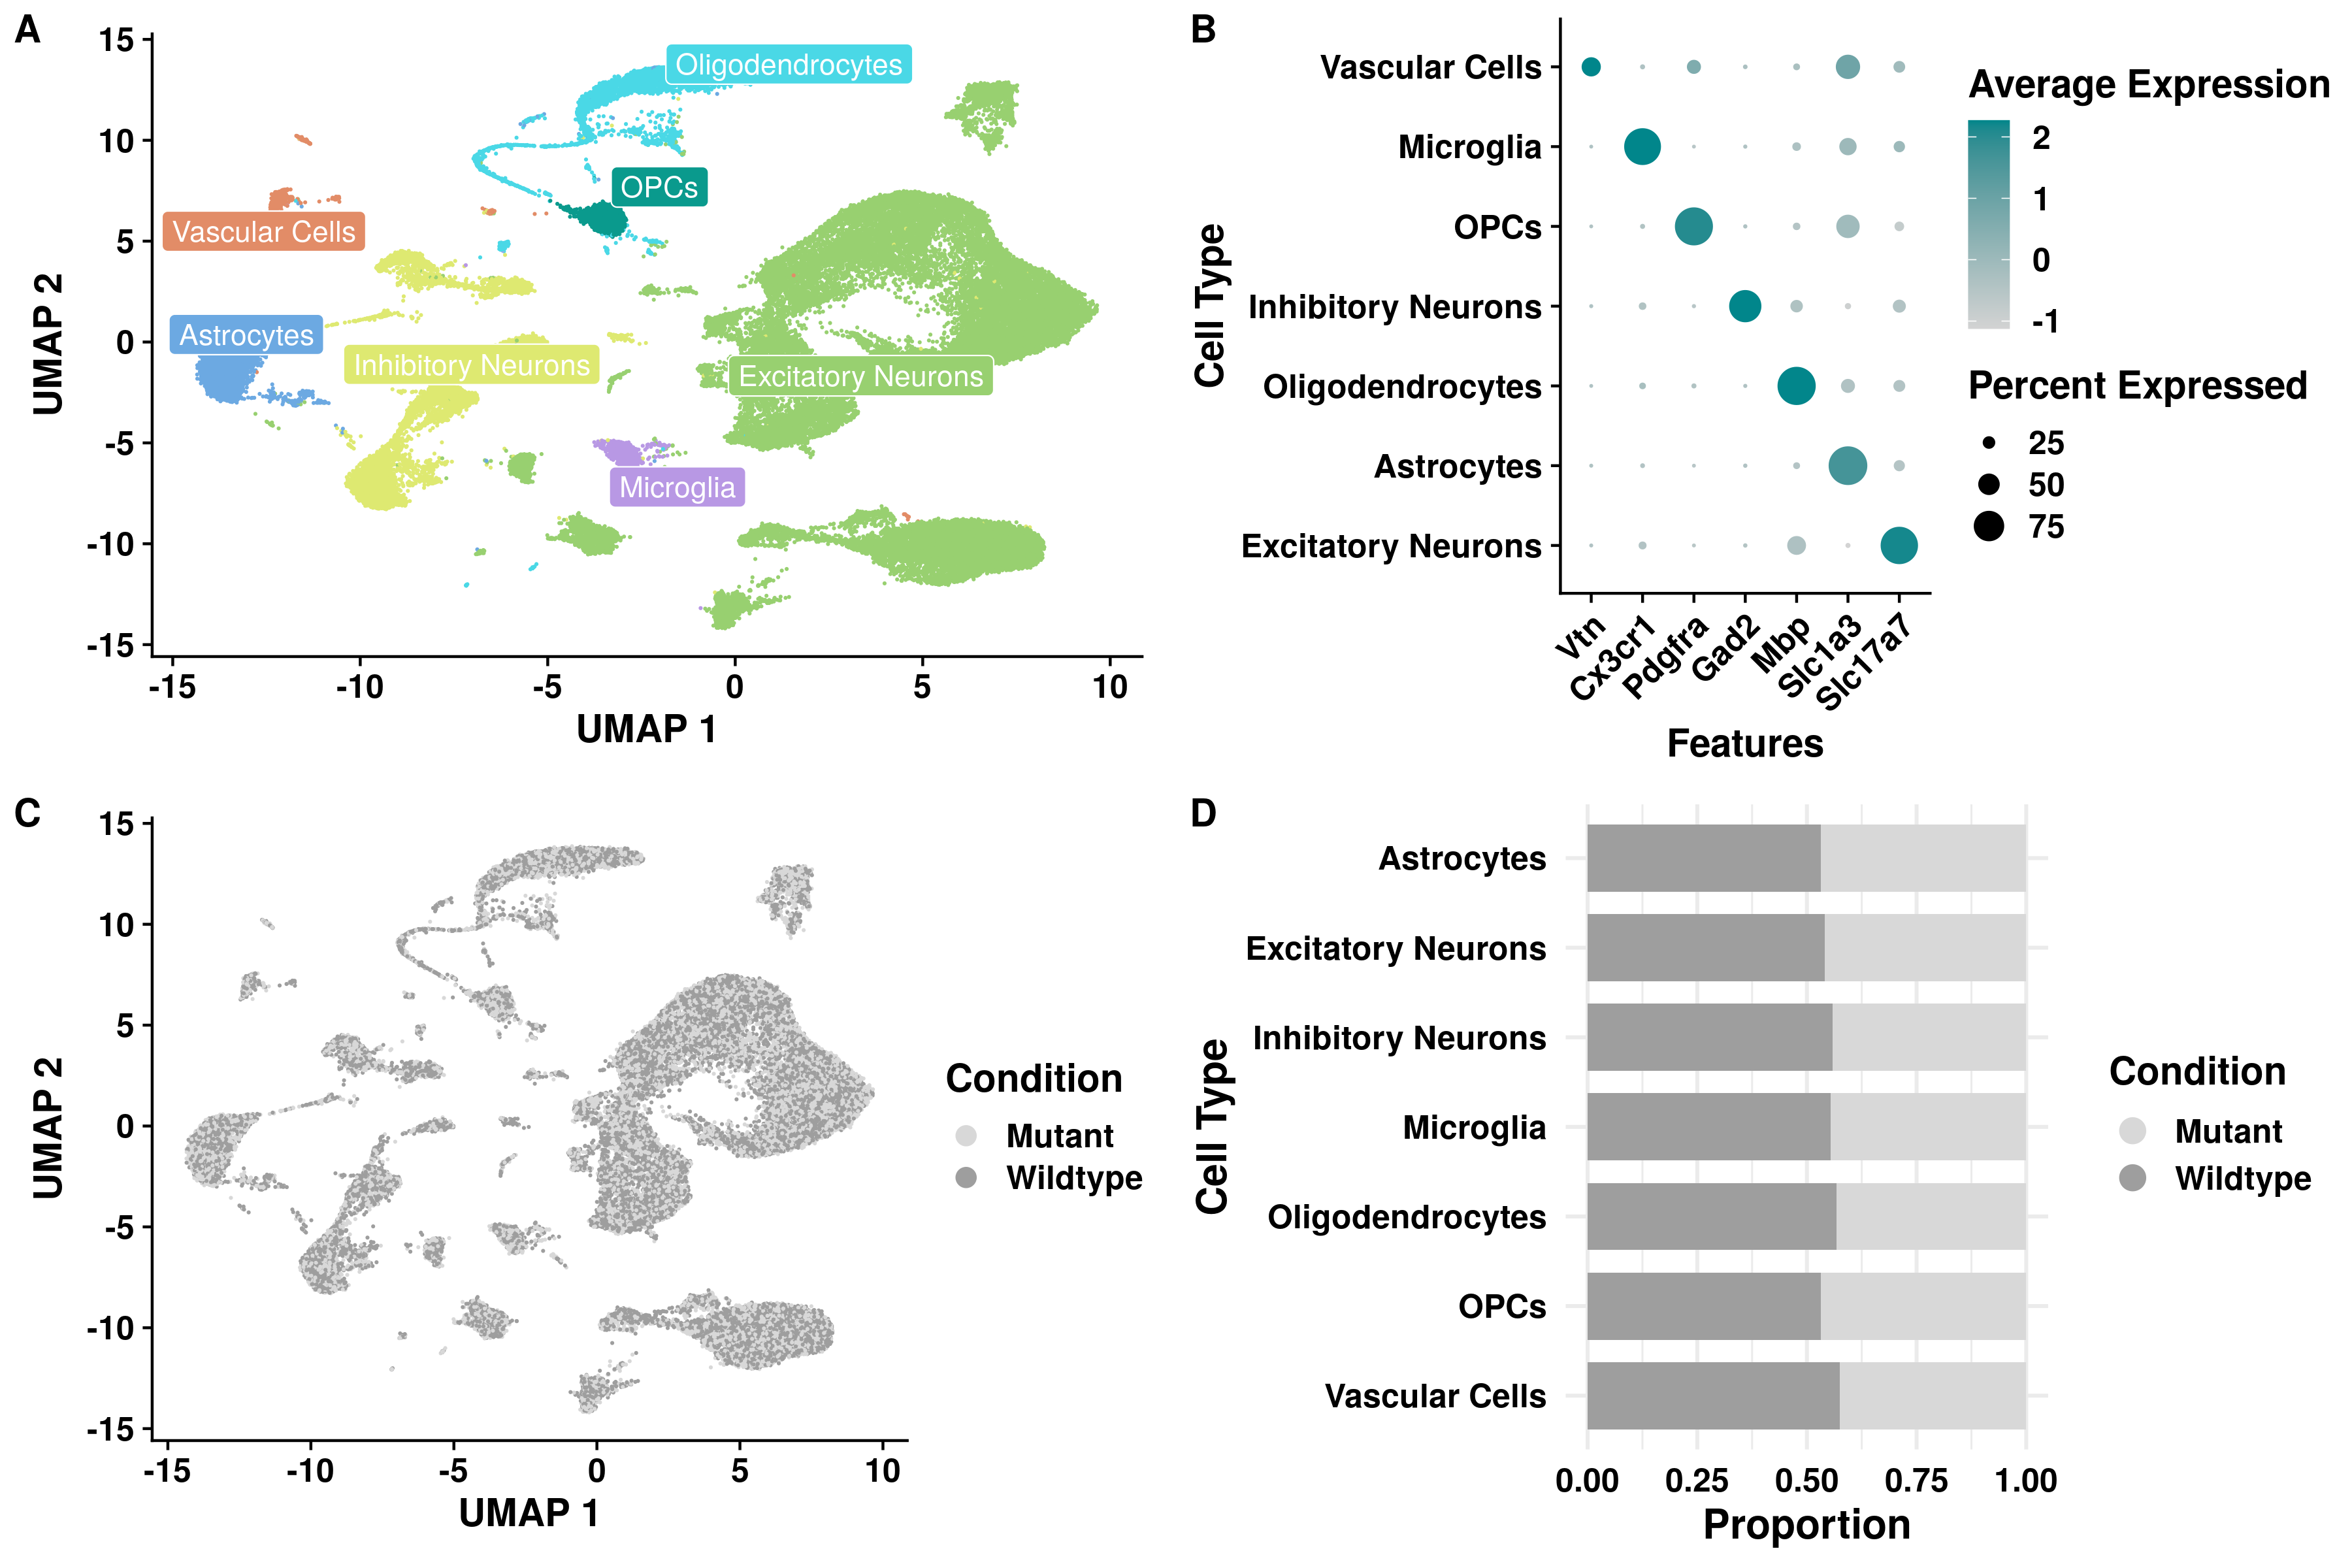 A
15
10
5
0
-5
-10
-15
UMAP 2
Oligodendrocytes
OPCs
Vascular Cells
Astrocytes
Inhibitory Neurons
Excitatory Neurons
Microglia
-15 -10 -5 0 5 10
UMAP 1
B
Cell Type
Vascular Cells
Microglia
OPCs
Inhibitory Neurons
Oligodendrocytes
Astrocytes
Excitatory Neurons
Vtn
Cx3cr1
Pdgfra
Gad2
Mbp
Slc1a3
Slc17a7
Features
Average Expression
2
1
0
-1
Percent Expressed
25
50
75
C
15
10
5
0
-5
-10
-15
UMAP 2
-15 -10 -5 0 5 10
UMAP 1
Condition
Mutant
Wildtype
D
Cell Type
Astrocytes
Excitatory Neurons
Inhibitory Neurons
Microglia
Oligodendrocytes
OPCs
Vascular Cells
0.00 0.25 0.50 0.75 1.00
Proportion
Condition
Mutant
Wildtype